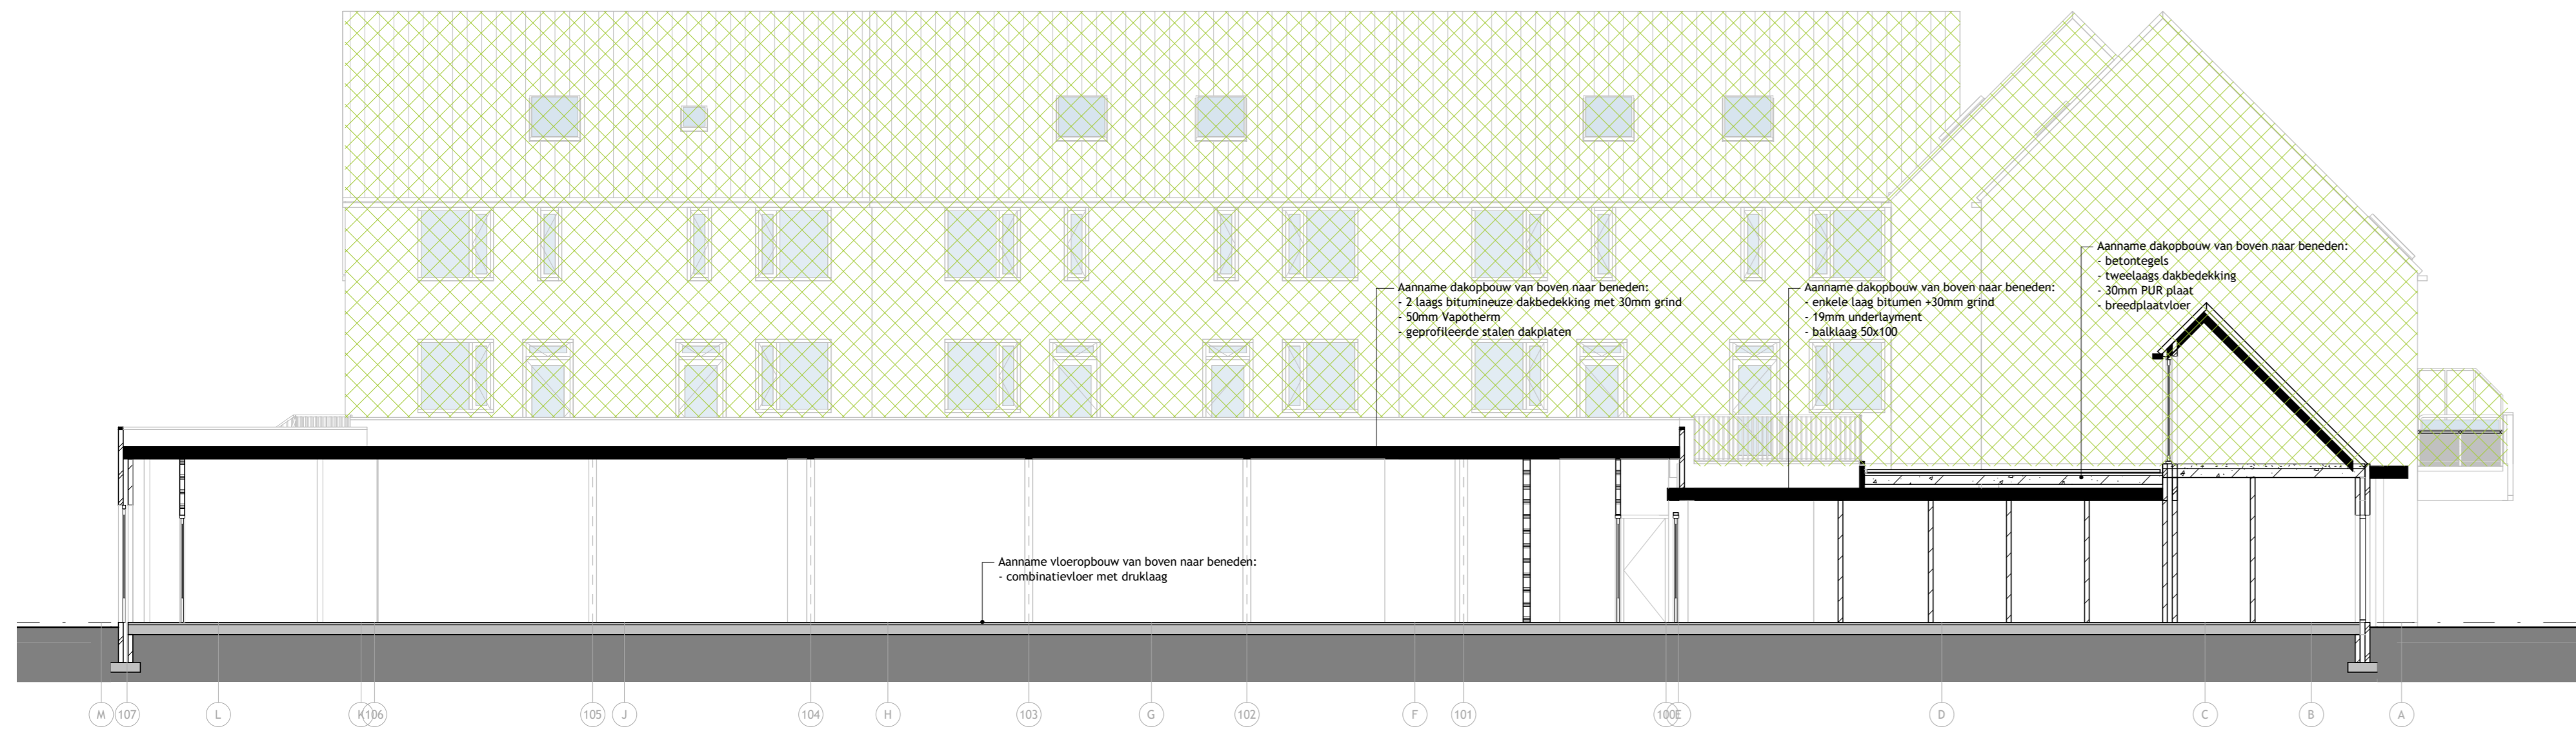 Aanname dakopbouw van boven naar beneden:
- betontegels
- tweelaags dakbedekking
- 30mm PUR plaat
- breedplaatvloer
Aanname dakopbouw van boven naar beneden:
- 2 laags bitumineuze dakbedekking met 30mm grind
- 50mm Vapotherm
- geprofileerde stalen dakplaten
Aanname dakopbouw van boven naar beneden:
- enkele laag bitumen +30mm grind
- 19mm underlayment
- balklaag 50x100
Aanname vloeropbouw van boven naar beneden:
- combinatievloer met druklaag
M 107 L K 106 105 J 104 H 103 G 102 F 101 100 E D C B A